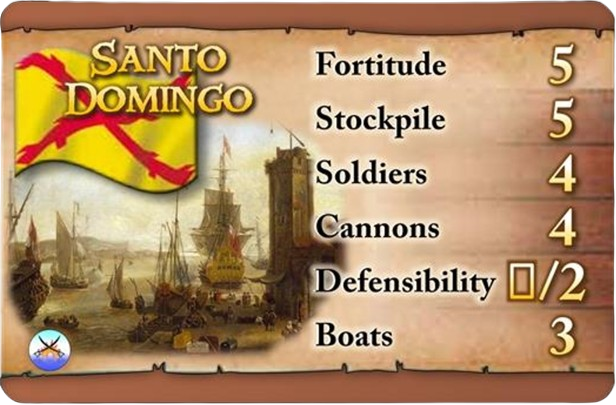 SANTO
DOMINGO
Fortitude 5
Stockpile 5
Soldiers 4
Cannons 4
Defensibility ▯/2
Boats 3